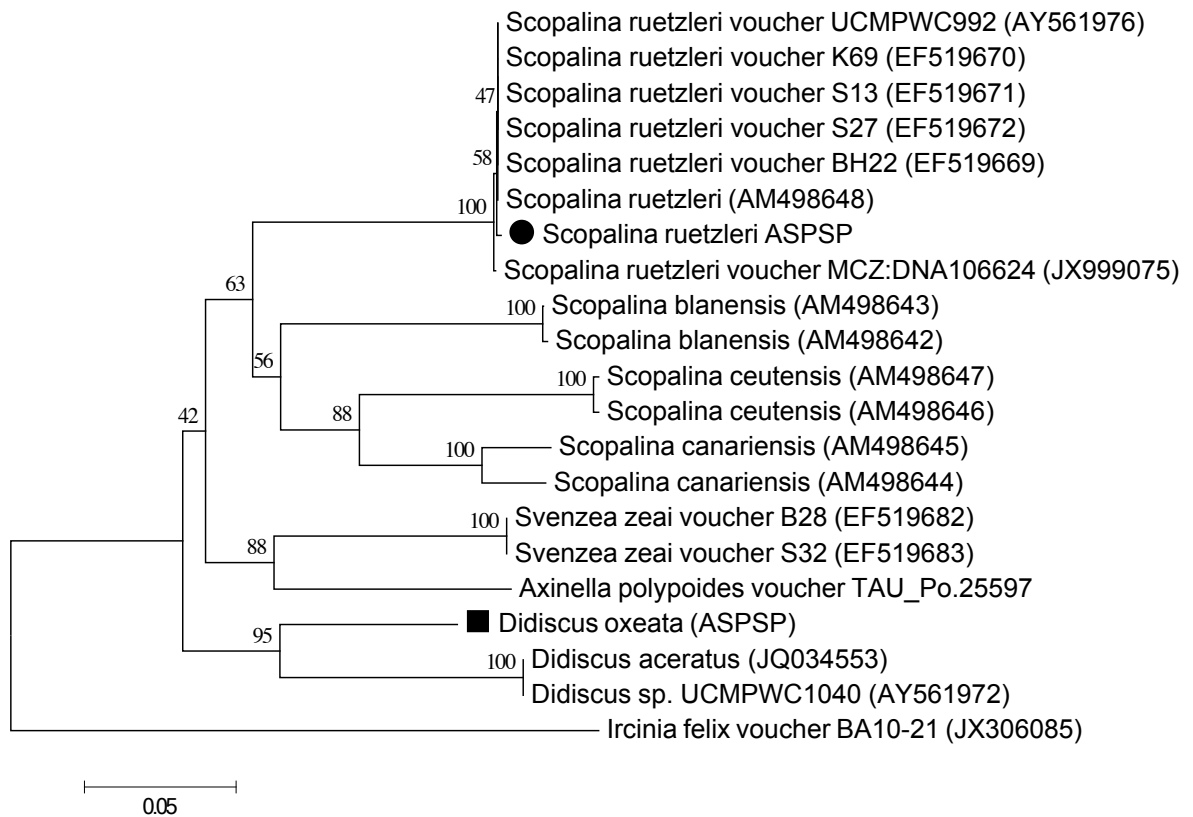 Scopalina ruetzleri voucher UCMPWC992 (AY561976)
Scopalina ruetzleri voucher K69 (EF519670)
47
Scopalina ruetzleri voucher S13 (EF519671)
Scopalina ruetzleri voucher S27 (EF519672)
58
Scopalina ruetzleri voucher BH22 (EF519669)
Scopalina ruetzleri (AM498648)
100
Scopalina ruetzleri ASPSP
Scopalina ruetzleri voucher MCZ:DNA106624 (JX999075)
63
100
Scopalina blanensis (AM498643)
Scopalina blanensis (AM498642)
56
100
Scopalina ceutensis (AM498647)
Scopalina ceutensis (AM498646)
42
88
100
Scopalina canariensis (AM498645)
Scopalina canariensis (AM498644)
100
Svenzea zeai voucher B28 (EF519682)
Svenzea zeai voucher S32 (EF519683)
88
Axinella polypoides voucher TAU_Po.25597
Didiscus oxeata (ASPSP)
95
100
Didiscus aceratus (JQ034553)
Didiscus sp. UCMPWC1040 (AY561972)
Ircinia felix voucher BA10-21 (JX306085)
0.05